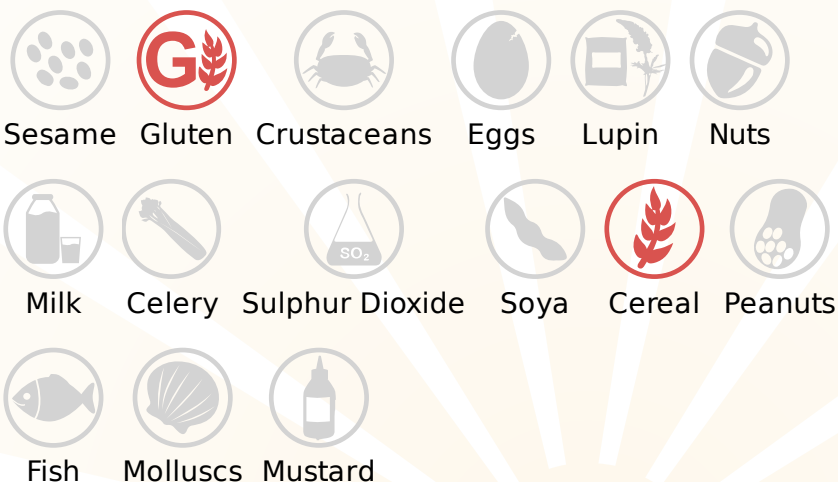 G
Sesame Gluten Crustaceans Eggs Lupin Nuts
SO₂
Milk Celery Sulphur Dioxide Soya Cereal Peanuts
Fish Molluscs Mustard